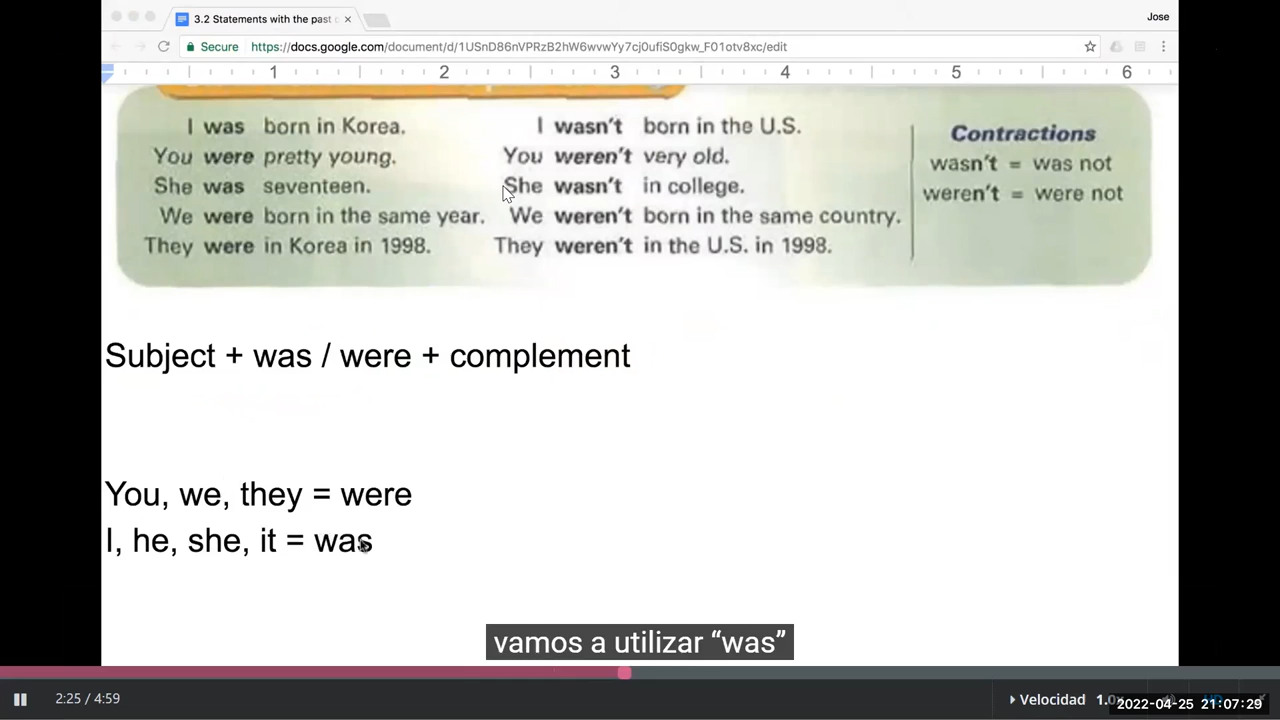 3.2 Statements with the past
Jose
Secure https://docs.google.com/document/d/1USnD86nVPRzB2hW6wvwYy7cj0ufiS0gkw_F01otv8xc/edit
1 2 3 4 5 6
I was born in Korea. I wasn't born in the U.S.
Contractions
You were pretty young. You weren't very old.
wasn't = was not
She was seventeen. She wasn't in college.
weren't = were not
We were born in the same year. We weren't born in the same country.
They were in Korea in 1998. They weren't in the U.S. in 1998.
Subject + was / were + complement
You, we, they = were
I, he, she, it = was
vamos a utilizar “was”
2:25 / 4:59
Velocidad 1.0x
2022-04-25 21:07:29